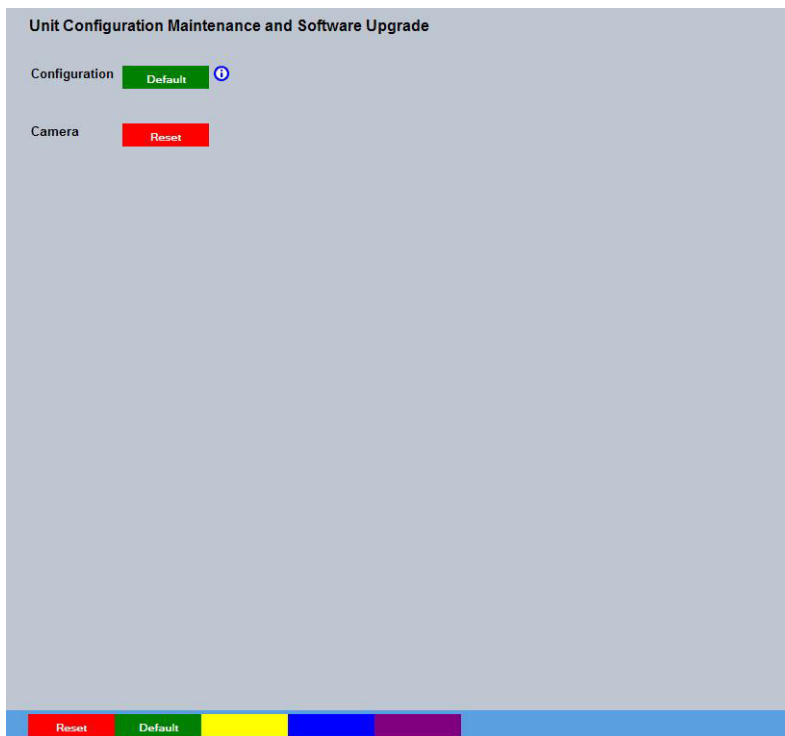 Unit Configuration Maintenance and Software Upgrade
Configuration Default
Camera Reset
Reset Default